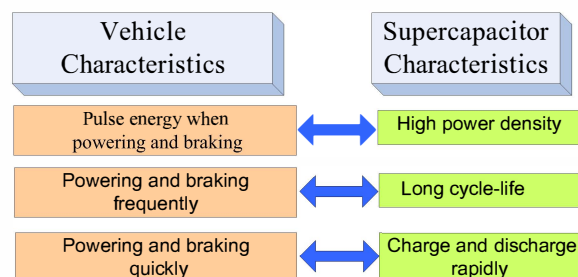 Vehicle
Characteristics
Supercapacitor
Characteristics
Pulse energy when
powering and braking
High power density
Powering and braking
frequently
Long cycle-life
Powering and braking
quickly
Charge and discharge
rapidly